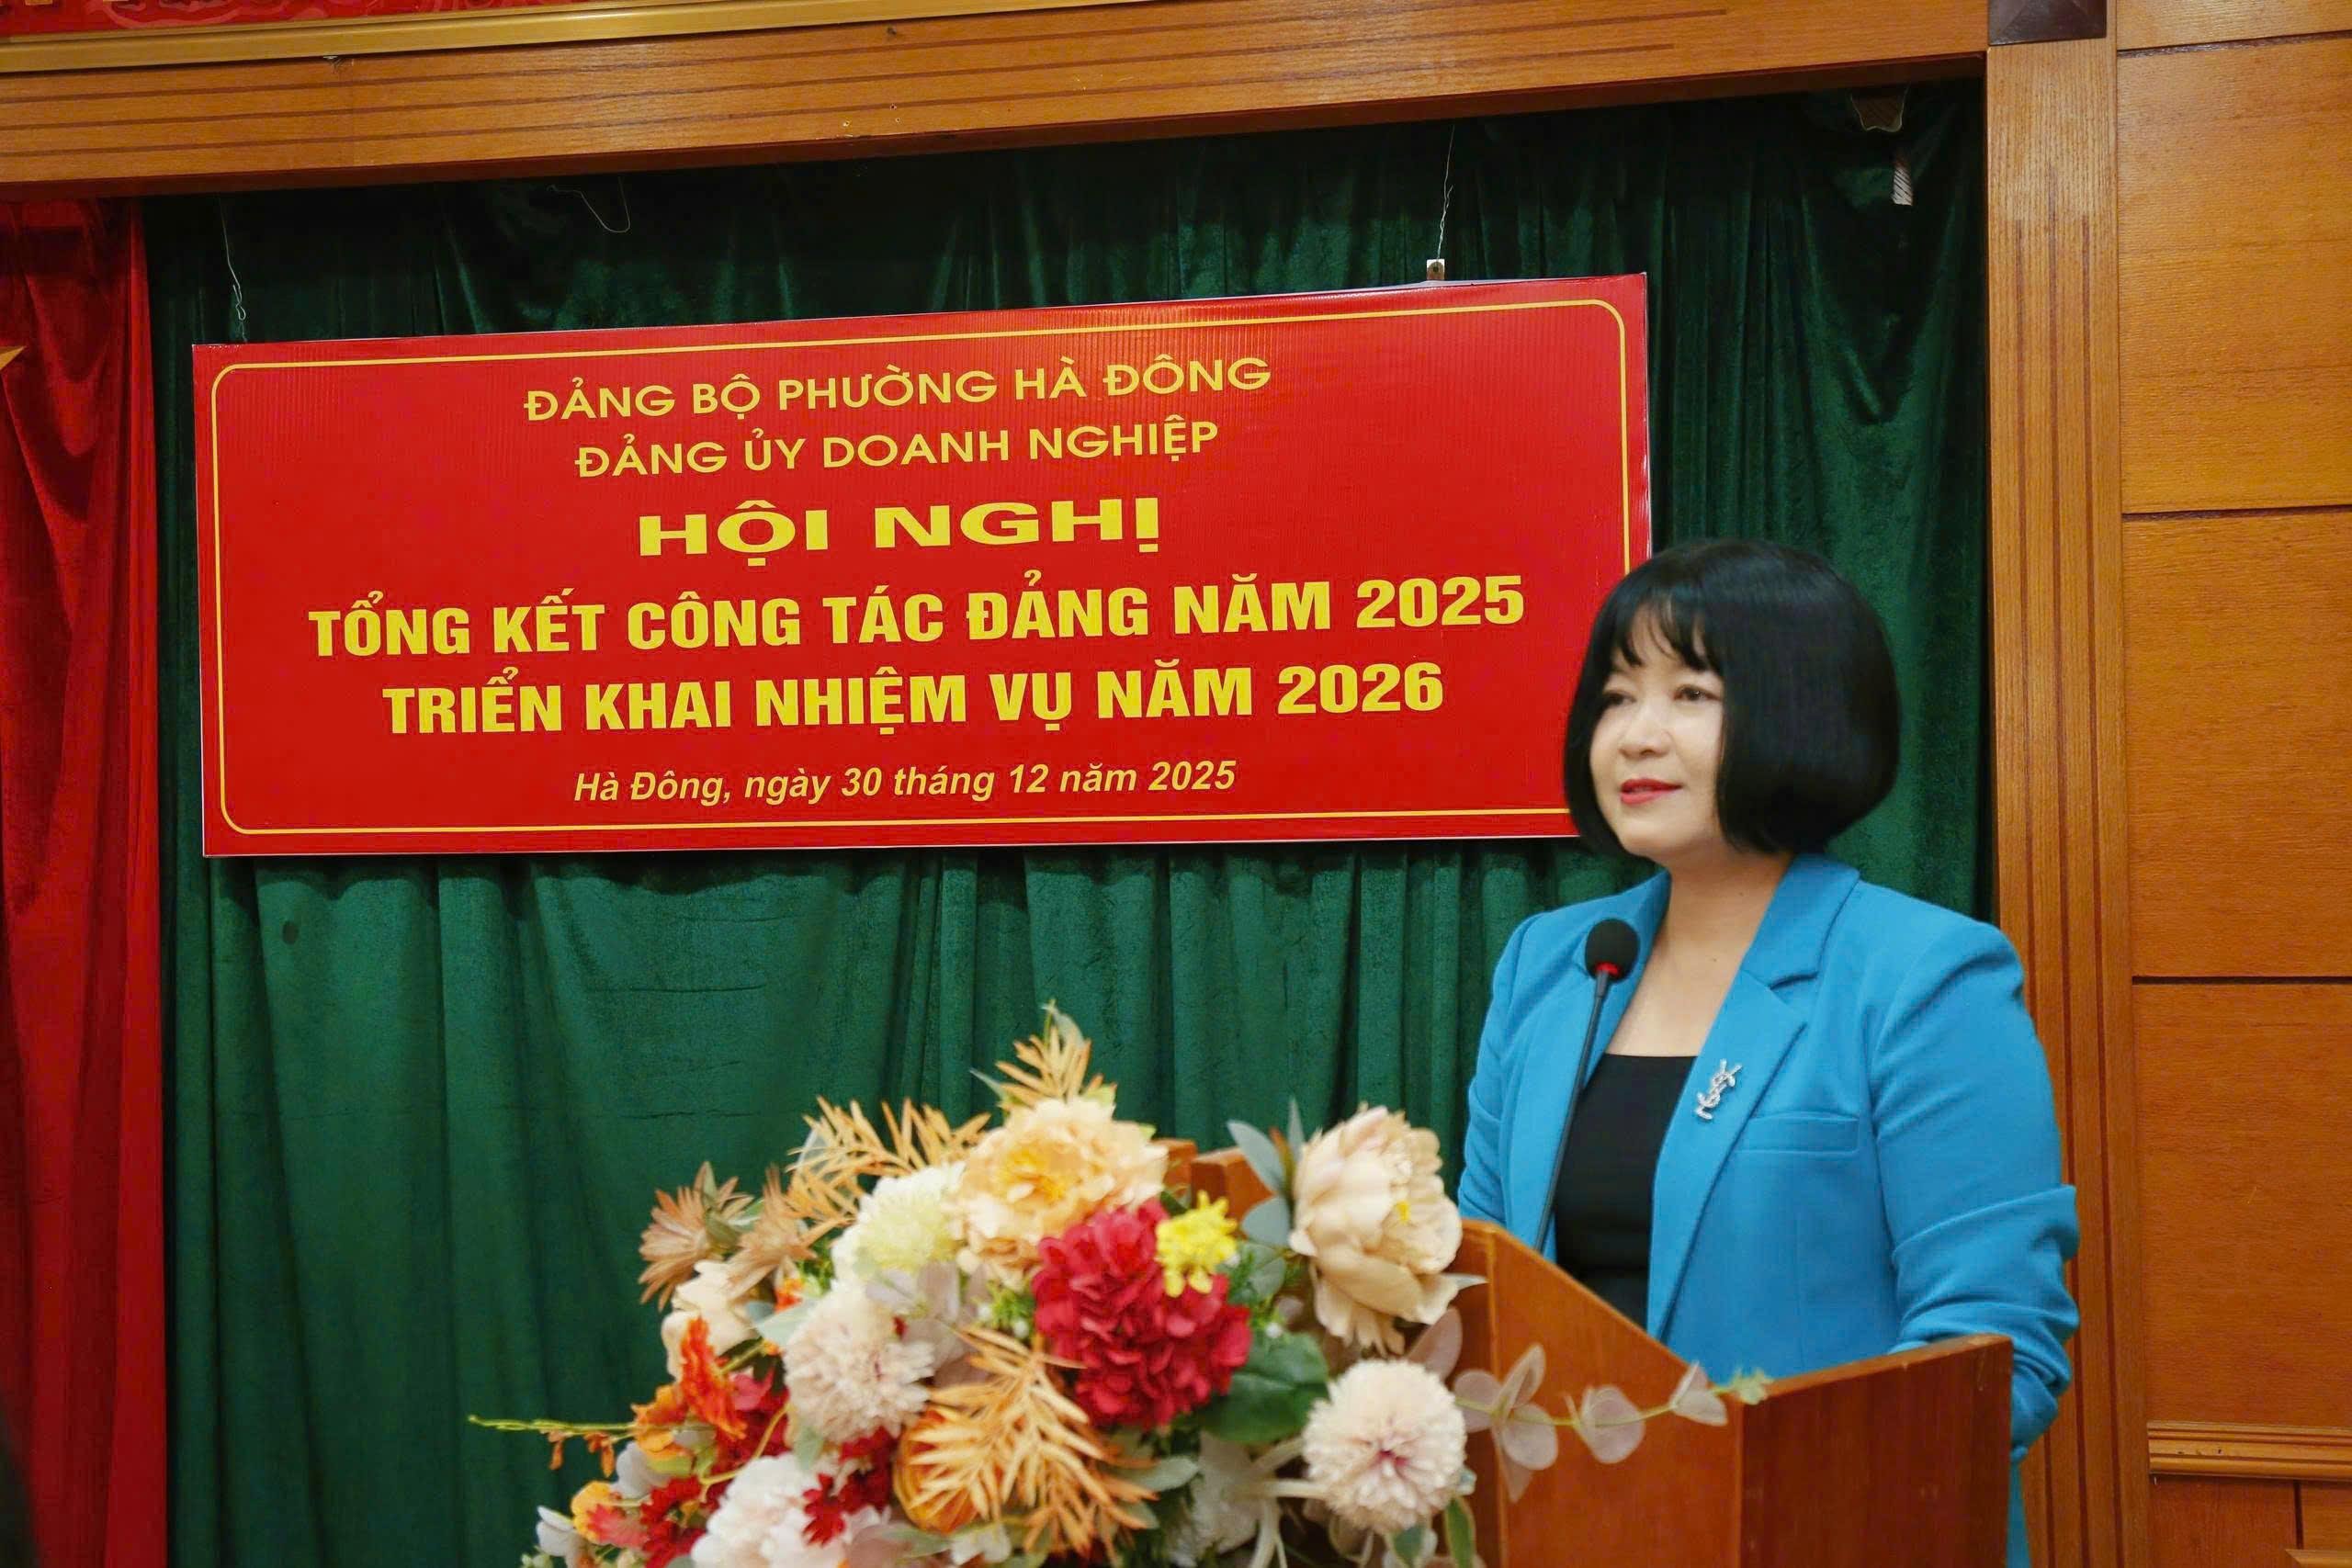 ĐẢNG BỘ PHƯỜNG HÀ ĐÔNG
ĐẢNG ỦY DOANH NGHIỆP
HỘI NGHỊ
TỔNG KẾT CÔNG TÁC ĐẢNG NĂM 2025
TRIỂN KHAI NHIỆM VỤ NĂM 2026
Hà Đông, ngày 30 tháng 12 năm 2025